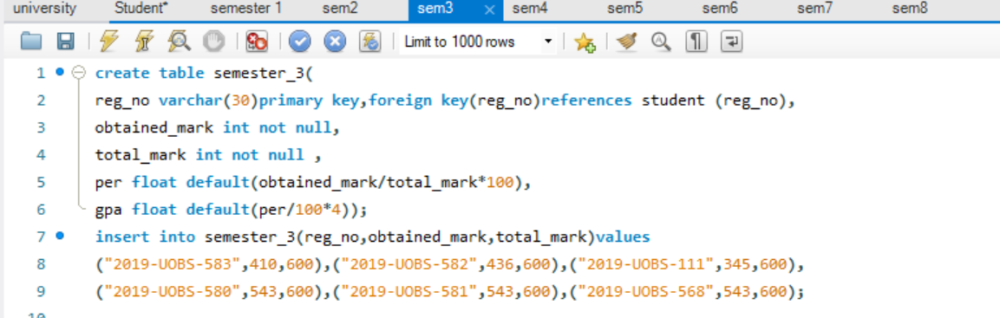 university Student* semester 1 sem2 sem3 × sem4 sem5 sem6 sem7 sem8
Limit to 1000 rows
1 create table semester_3(
2 reg_no varchar(30)primary key,foreign key(reg_no)references student (reg_no),
3 obtained_mark int not null,
4 total_mark int not null ,
5 per float default(obtained_mark/total_mark*100),
6 gpa float default(per/100*4));
7 insert into semester_3(reg_no,obtained_mark,total_mark)values
8 ("2019-UOBS-583",410,600),("2019-UOBS-582",436,600),("2019-UOBS-111",345,600),
9 ("2019-UOBS-580",543,600),("2019-UOBS-581",543,600),("2019-UOBS-568",543,600);
10